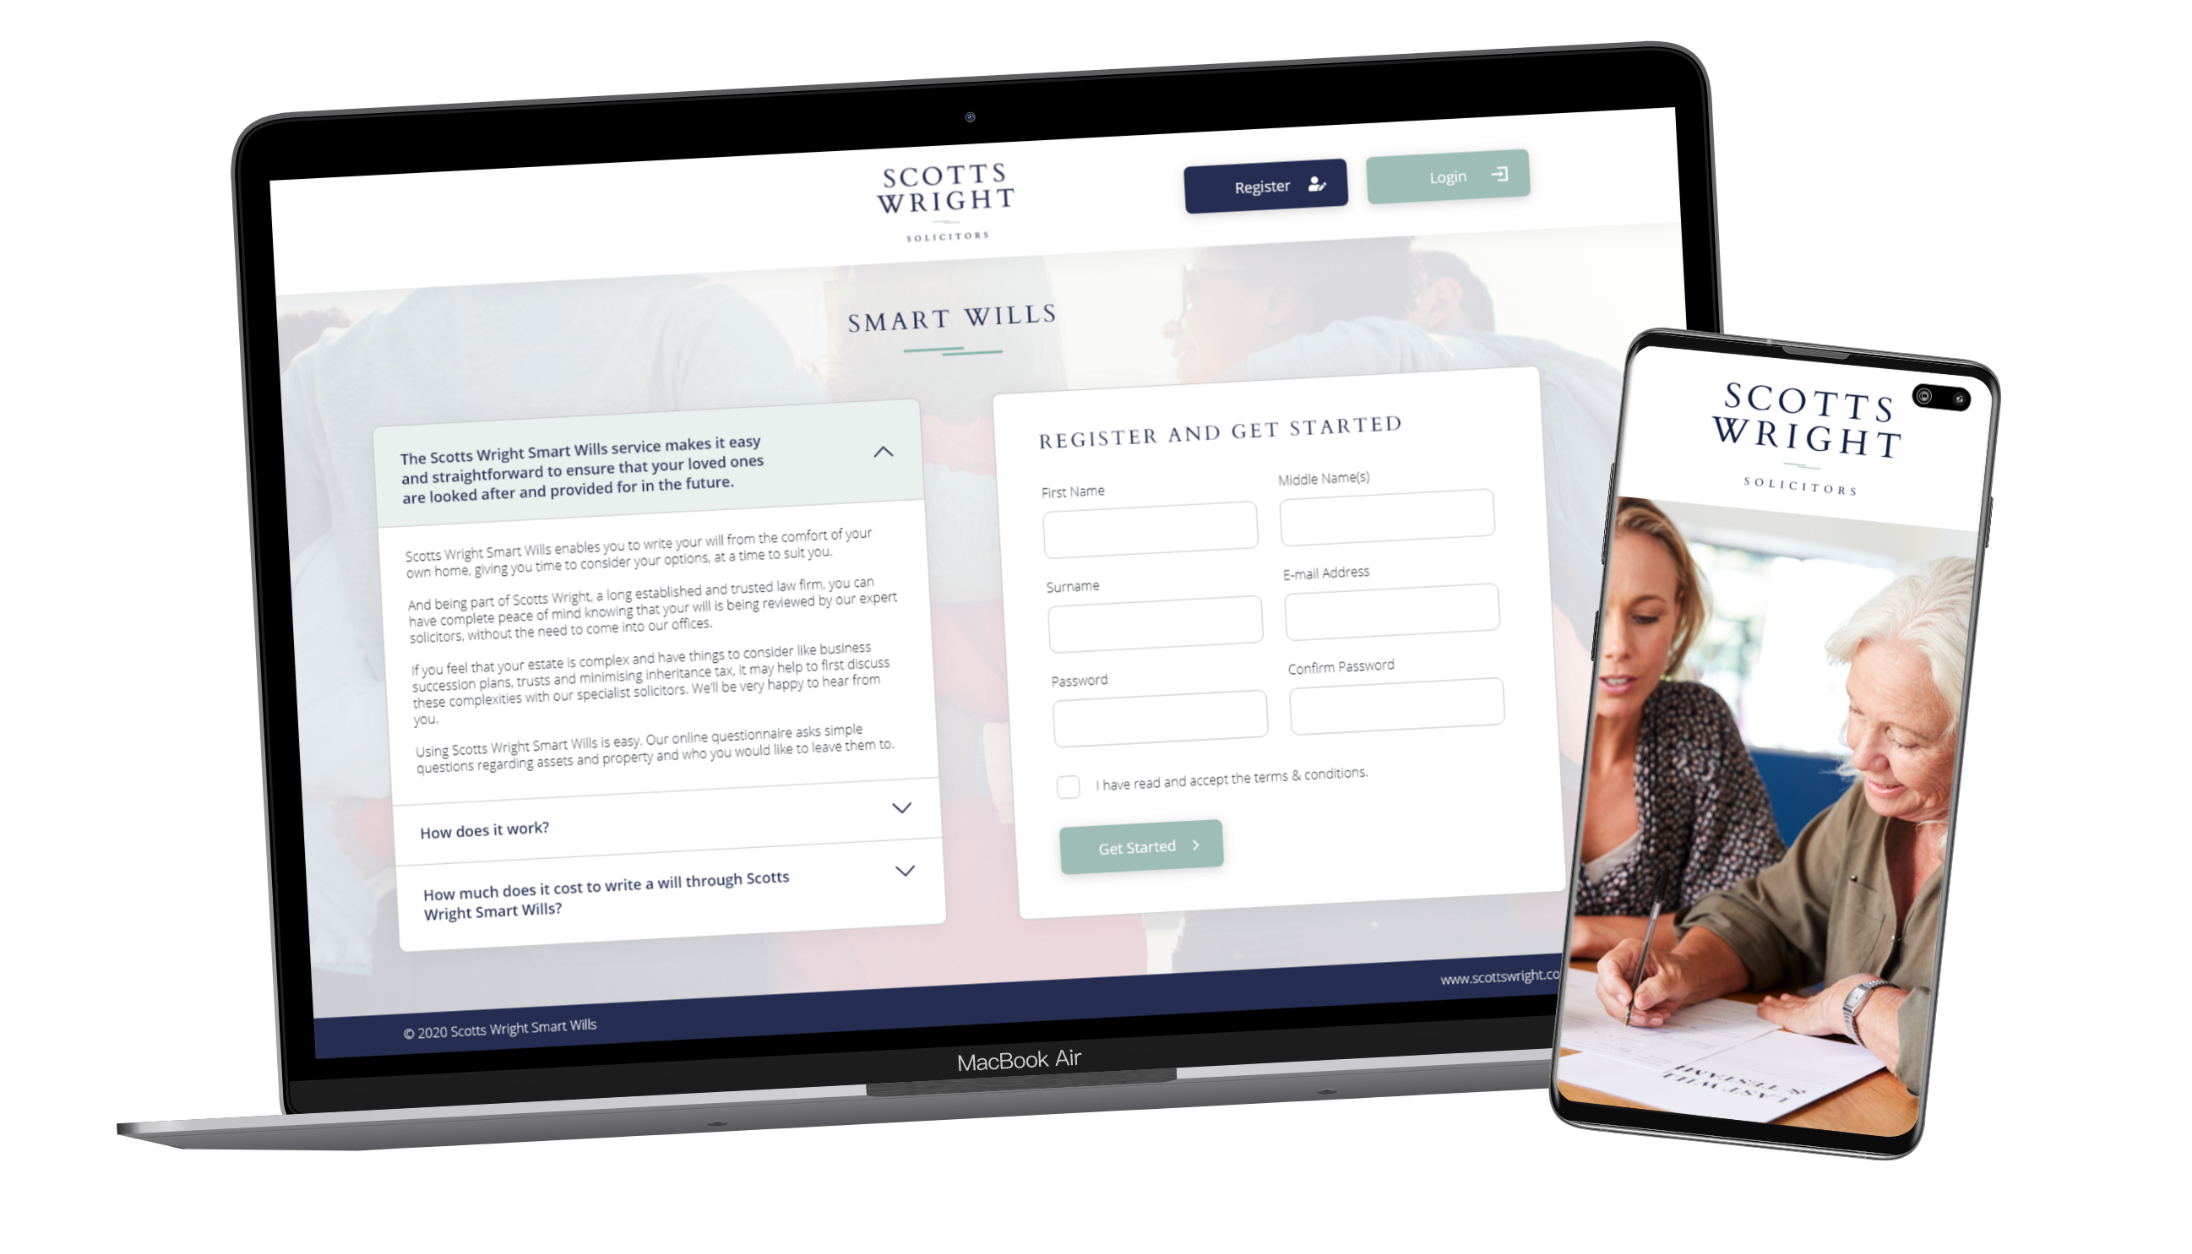 SCOTTS
WRIGHT
SOLICITORS
Register
Login
SMART WILLS
The Scotts Wright Smart Wills service makes it easy
and straightforward to ensure that your loved ones
are looked after and provided for in the future.
Scotts Wright Smart Wills enables you to write your will from the comfort of your
own home, giving you time to consider your options, at a time to suit you.
And being part of Scotts Wright, a long established and trusted law firm, you can
have complete peace of mind knowing that your will is being reviewed by our expert
solicitors, without the need to come into our offices.
If you feel that your estate is complex and have things to consider like business
succession plans, trusts and minimising inheritance tax, it may help to first discuss
these complexities with our specialist solicitors. We'll be very happy to hear from
you.
Using Scotts Wright Smart Wills is easy. Our online questionnaire asks simple
questions regarding assets and property and who you would like to leave them to.
How does it work?
How much does it cost to write a will through Scotts
Wright Smart Wills?
REGISTER AND GET STARTED
First Name
Middle Name(s)
Surname
E-mail Address
Password
Confirm Password
I have read and accept the terms & conditions.
Get Started
© 2020 Scotts Wright Smart Wills
www.scottswright.co
MacBook Air
SCOTTS
WRIGHT
SOLICITORS
LAST WILL
& TESTAM